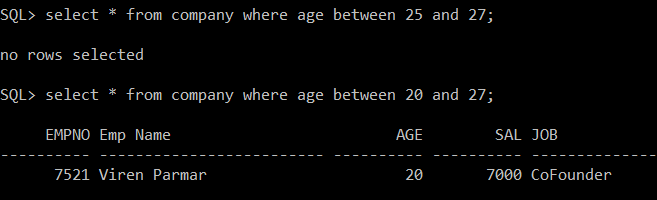 SQL> select * from company where age between 25 and 27;
no rows selected
SQL> select * from company where age between 20 and 27;
EMPNO Emp Name AGE SAL JOB
---------- ------------------------- ---------- ---------- --------------
7521 Viren Parmar 20 7000 CoFounder